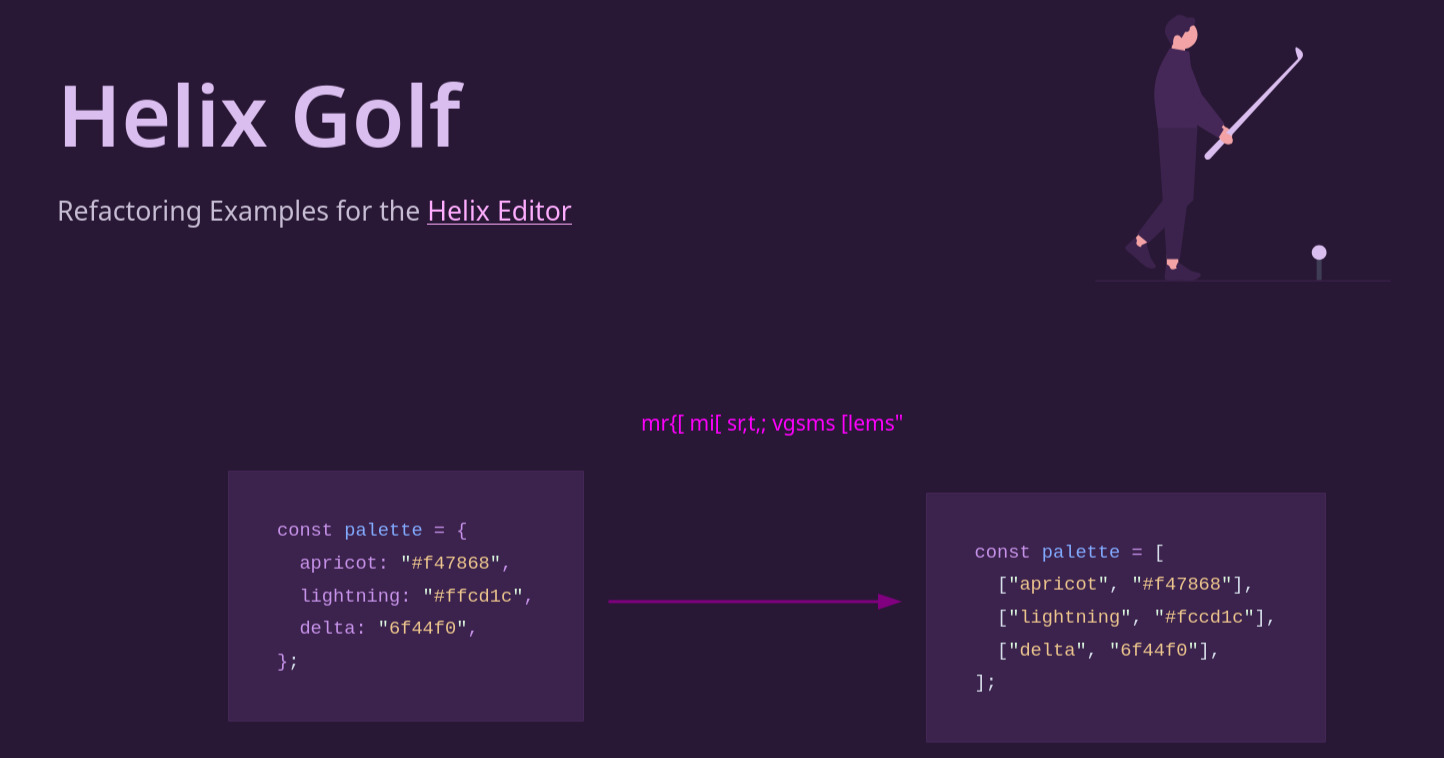 Helix Golf
Refactoring Examples for the Helix Editor
mr{[ mi[ sr,t,; vgsms [lems"
const palette = {
  apricot: "#f47868",
  lightning: "#ffcd1c",
  delta: "6f44f0",
};
const palette = [
  ["apricot", "#f47868"],
  ["lightning", "#fccd1c"],
  ["delta", "6f44f0"],
];